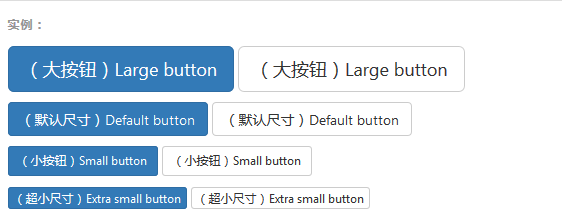 实例：
（大按钮）Large button （大按钮）Large button
（默认尺寸）Default button （默认尺寸）Default button
（小按钮）Small button （小按钮）Small button
（超小尺寸）Extra small button （超小尺寸）Extra small button